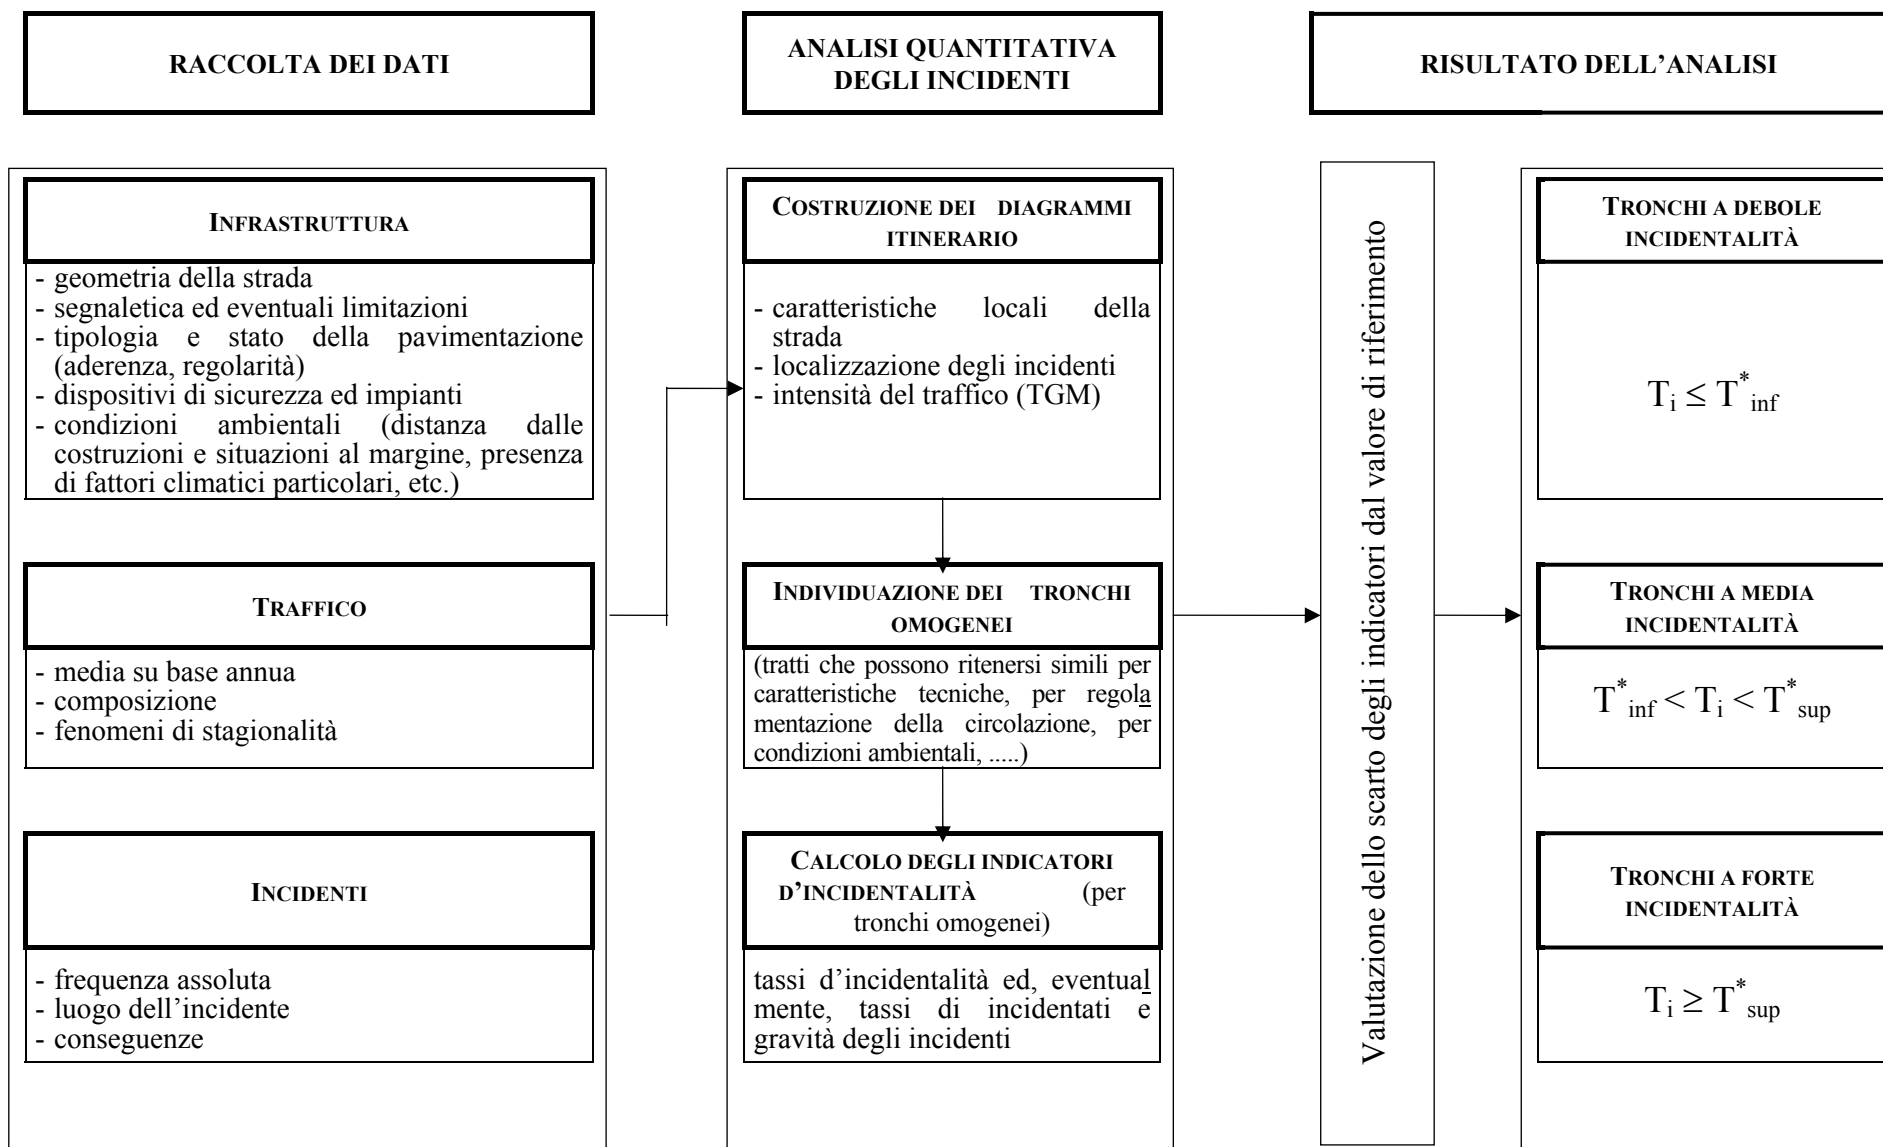 RACCOLTA DEI DATI
ANALISI QUANTITATIVA
DEGLI INCIDENTI
RISULTATO DELL’ANALISI
INFRASTRUTTURA
- geometria della strada
- segnaletica ed eventuali limitazioni
- tipologia e stato della pavimentazione
(aderenza, regolarità)
- dispositivi di sicurezza ed impianti
- condizioni ambientali (distanza dalle
costruzioni e situazioni al margine, presenza
di fattori climatici particolari, etc.)
TRAFFICO
- media su base annua
- composizione
- fenomeni di stagionalità
INCIDENTI
- frequenza assoluta
- luogo dell’incidente
- conseguenze
COSTRUZIONE DEI DIAGRAMMI
ITINERARIO
- caratteristiche locali della
strada
- localizzazione degli incidenti
- intensità del traffico (TGM)
INDIVIDUAZIONE DEI TRONCHI
OMOGENEI
(tratti che possono ritenersi simili per
caratteristiche tecniche, per regola
mentazione della circolazione, per
condizioni ambientali, .....)
CALCOLO DEGLI INDICATORI
D’INCIDENTALITÀ (per
tronchi omogenei)
tassi d’incidentalità ed, eventual
mente, tassi di incidentati e
gravità degli incidenti
Valutazione dello scarto degli indicatori dal valore di riferimento
TRONCHI A DEBOLE
INCIDENTALITÀ
Ti ≤ T*inf
TRONCHI A MEDIA
INCIDENTALITÀ
T*inf < Ti < T*sup
TRONCHI A FORTE
INCIDENTALITÀ
Ti ≥ T*sup